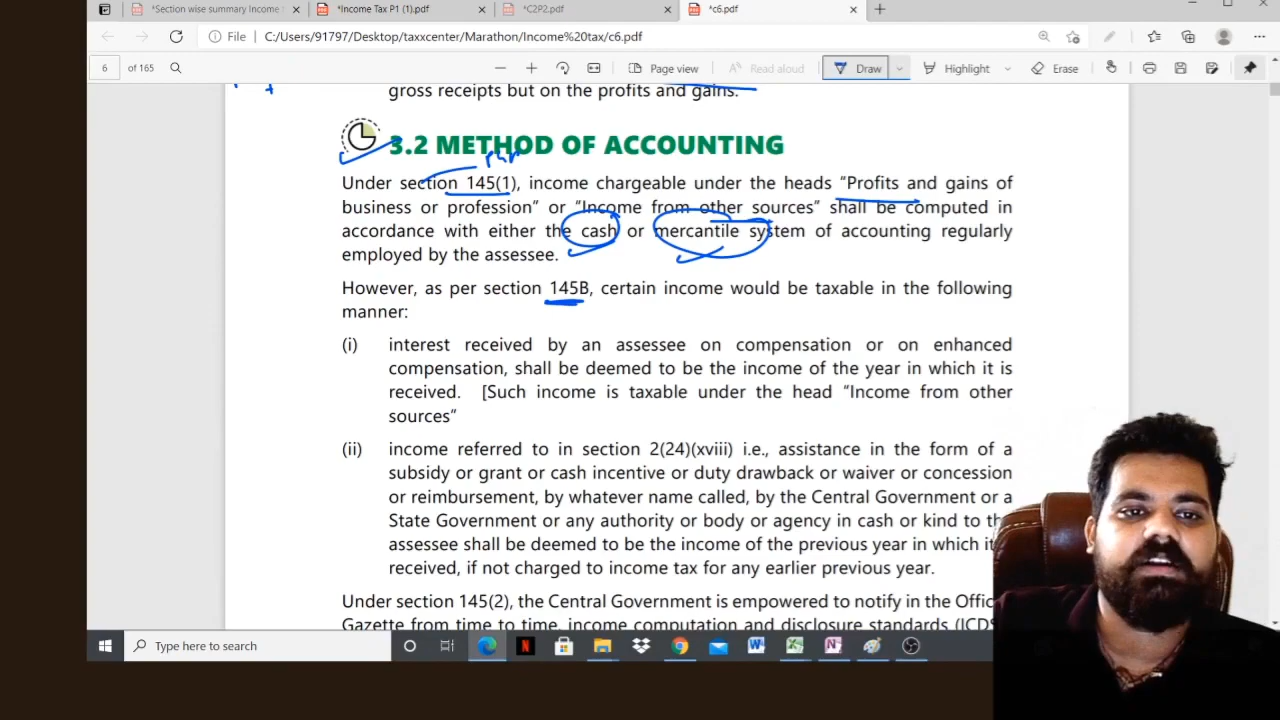 *Section wise summary Income
*Income Tax P1 (1).pdf
*C2P2.pdf
*c6.pdf
File
C:/Users/91797/Desktop/taxxcenter/Marathon/Income%20tax/c6.pdf
6 of 165
Page view
Read aloud
Draw
Highlight
Erase
gross receipts but on the profits and gains.
3.2 METHOD OF ACCOUNTING
Under section 145(1), income chargeable under the heads “Profits and gains of
business or profession” or “Income from other sources” shall be computed in
accordance with either the cash or mercantile system of accounting regularly
employed by the assessee.
However, as per section 145B, certain income would be taxable in the following
manner:
(i) interest received by an assessee on compensation or on enhanced
compensation, shall be deemed to be the income of the year in which it is
received. [Such income is taxable under the head “Income from other
sources”
(ii) income referred to in section 2(24)(xviii) i.e., assistance in the form of a
subsidy or grant or cash incentive or duty drawback or waiver or concession
or reimbursement, by whatever name called, by the Central Government or a
State Government or any authority or body or agency in cash or kind to
assessee shall be deemed to be the income of the previous year in which
received, if not charged to income tax for any earlier previous year.
Under section 145(2), the Central Government is empowered to notify in the
Gazette from time to time, income computation and disclosure standards (ICDS
Type here to search